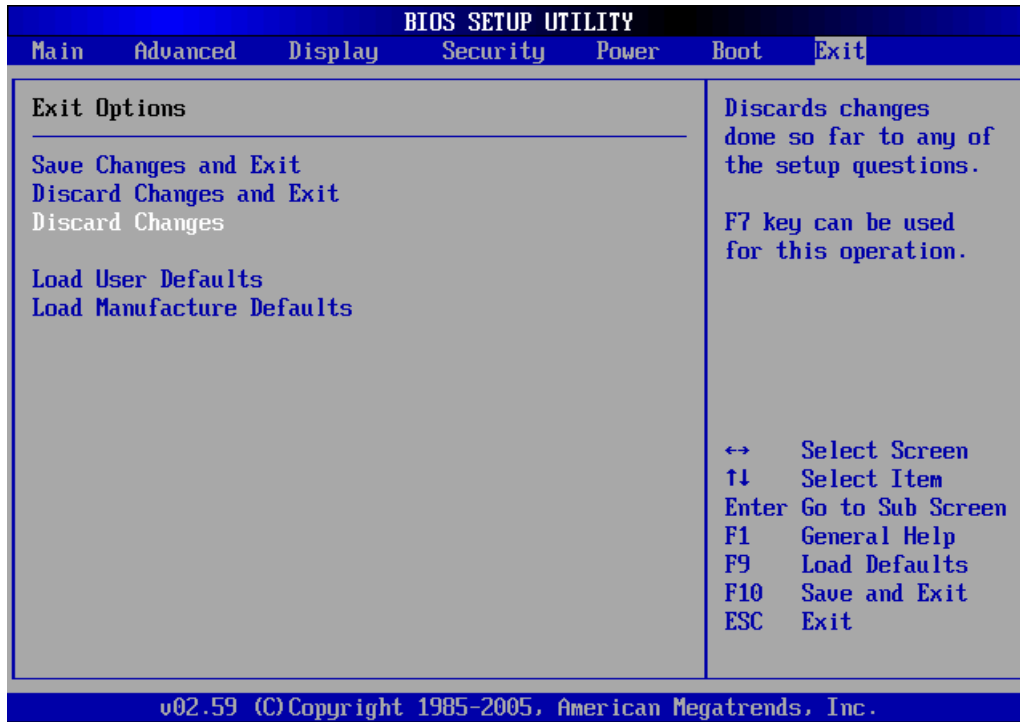 BIOS SETUP UTILITY
Main Advanced Display Security Power Boot Exit
Exit Options
Save Changes and Exit
Discard Changes and Exit
Discard Changes
Load User Defaults
Load Manufacture Defaults
Discards changes
done so far to any of
the setup questions.
F7 key can be used
for this operation.
↔ Select Screen
↑↓ Select Item
Enter Go to Sub Screen
F1 General Help
F9 Load Defaults
F10 Save and Exit
ESC Exit
v02.59 (C)Copyright 1985-2005, American Megatrends, Inc.